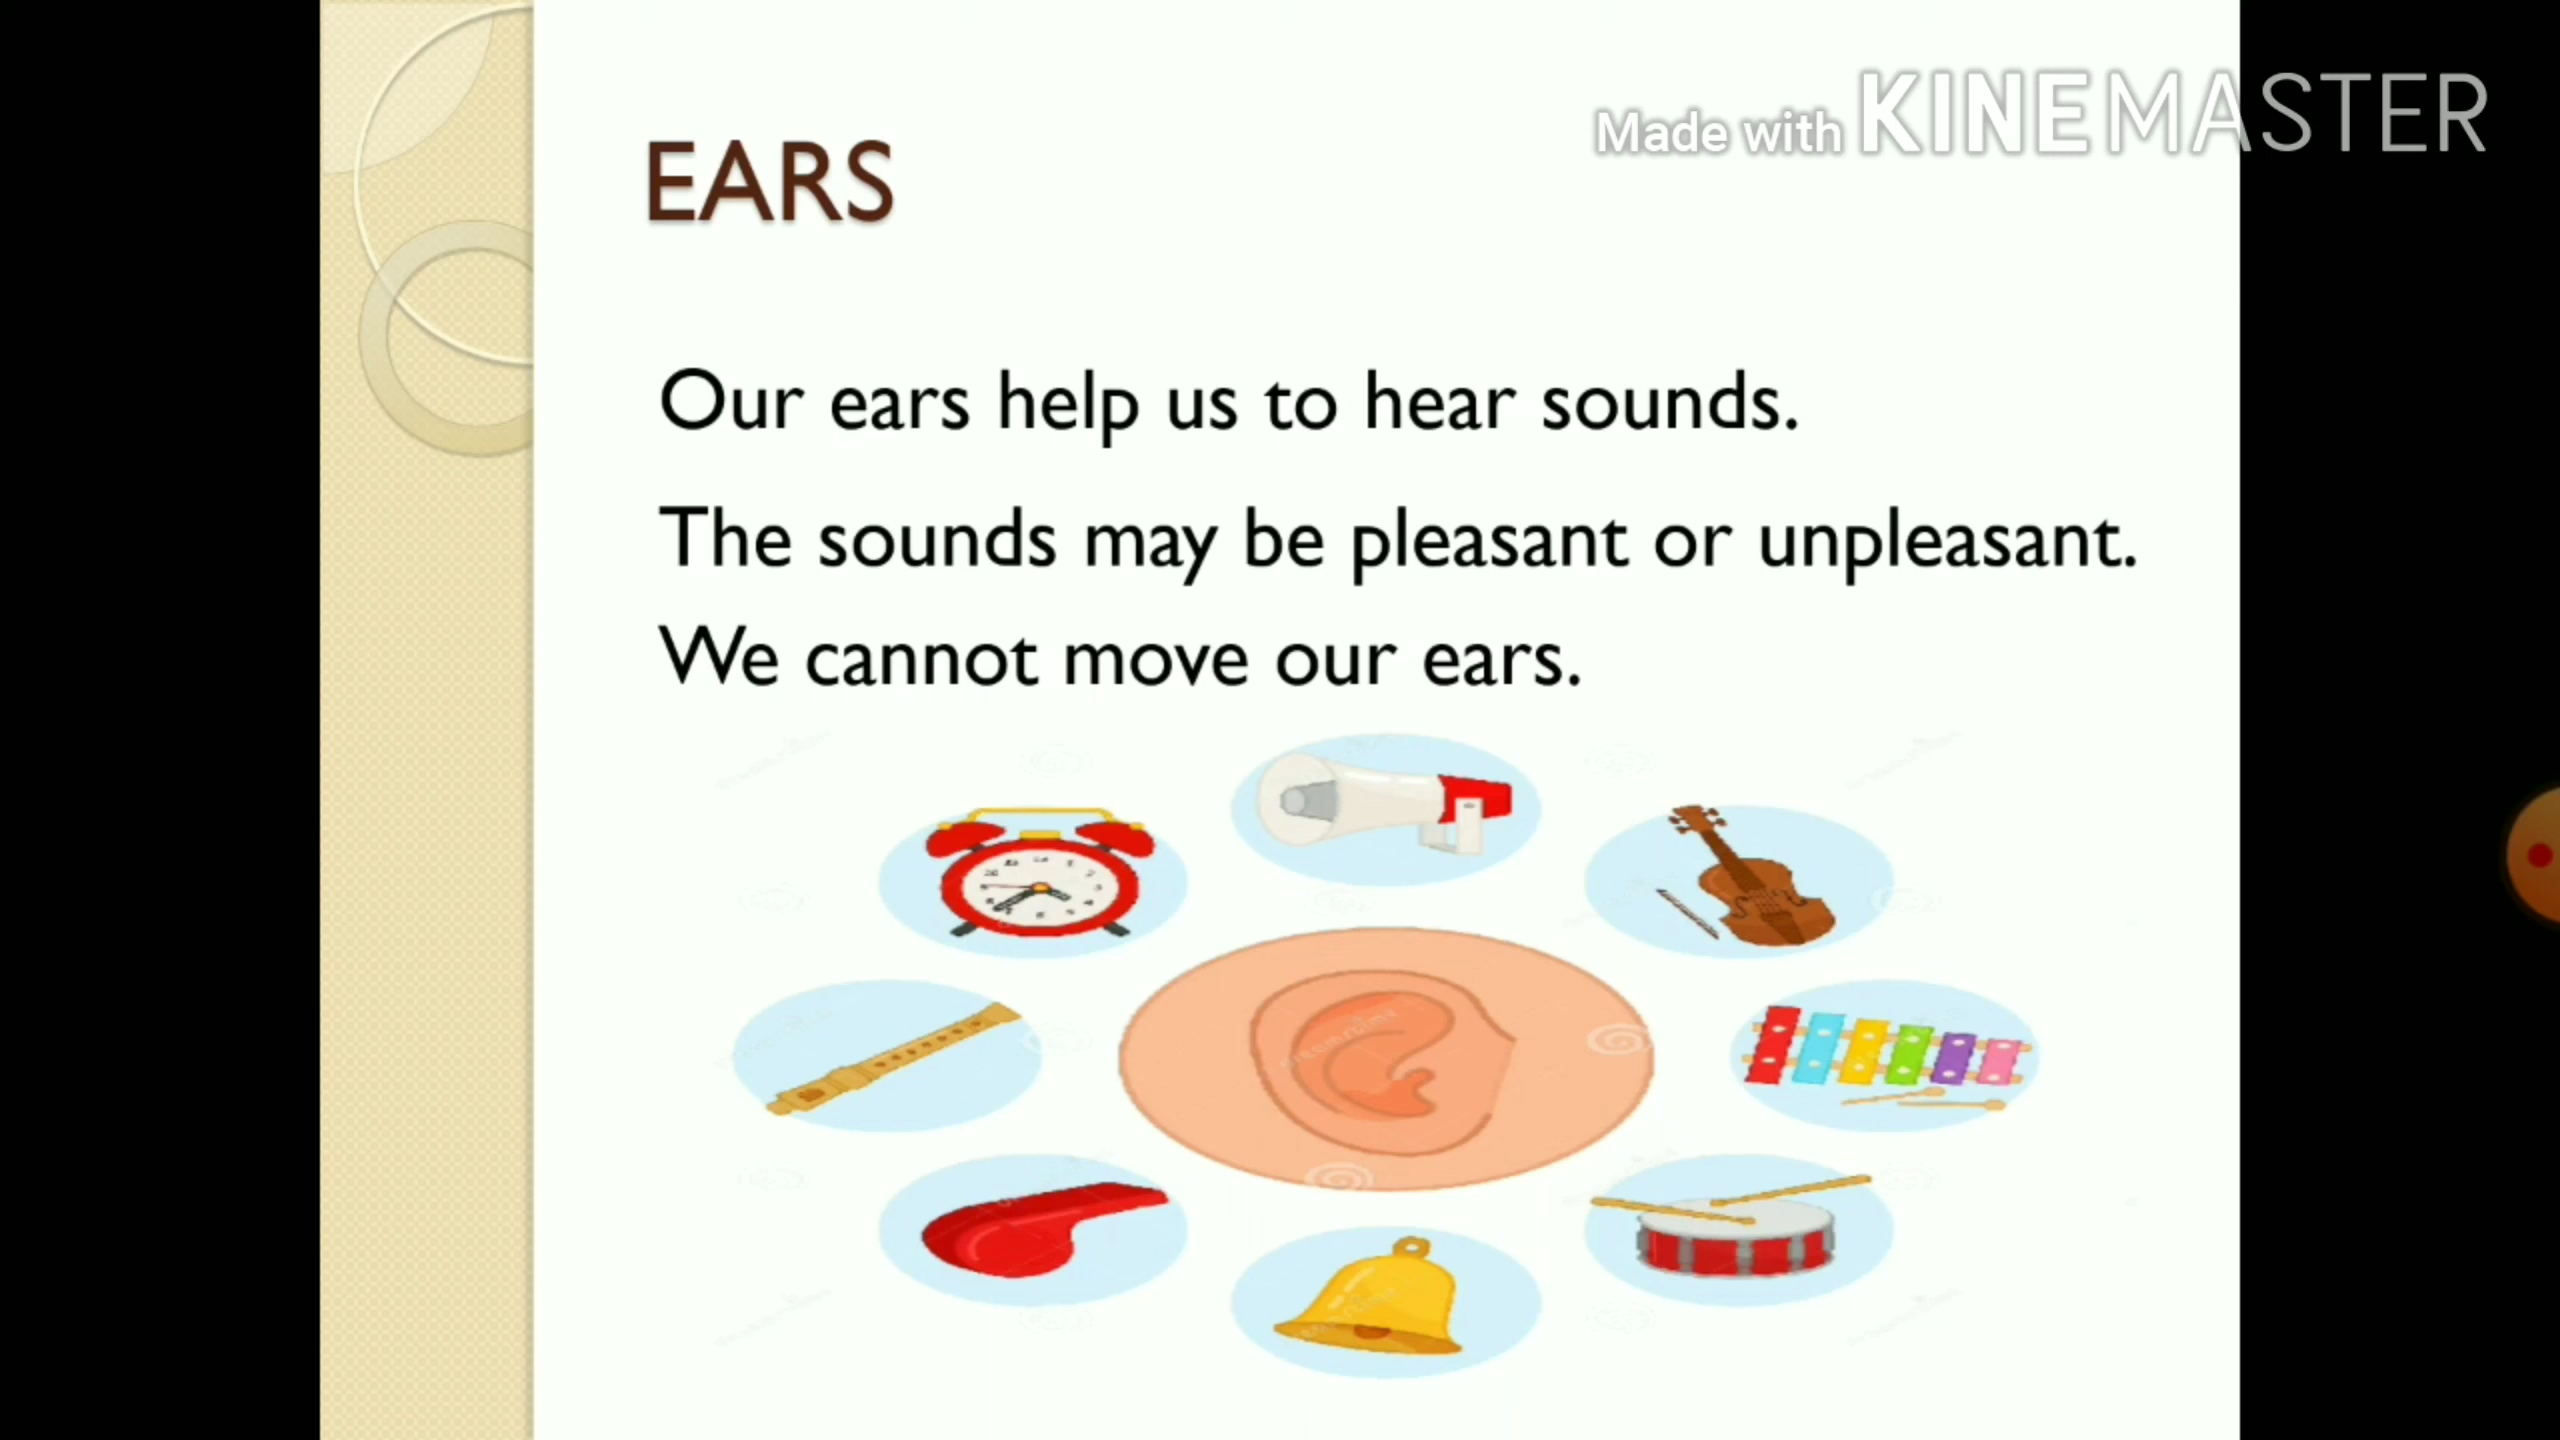 Made with KINEMASTER
EARS
Our ears help us to hear sounds.
The sounds may be pleasant or unpleasant.
We cannot move our ears.
dreamstime